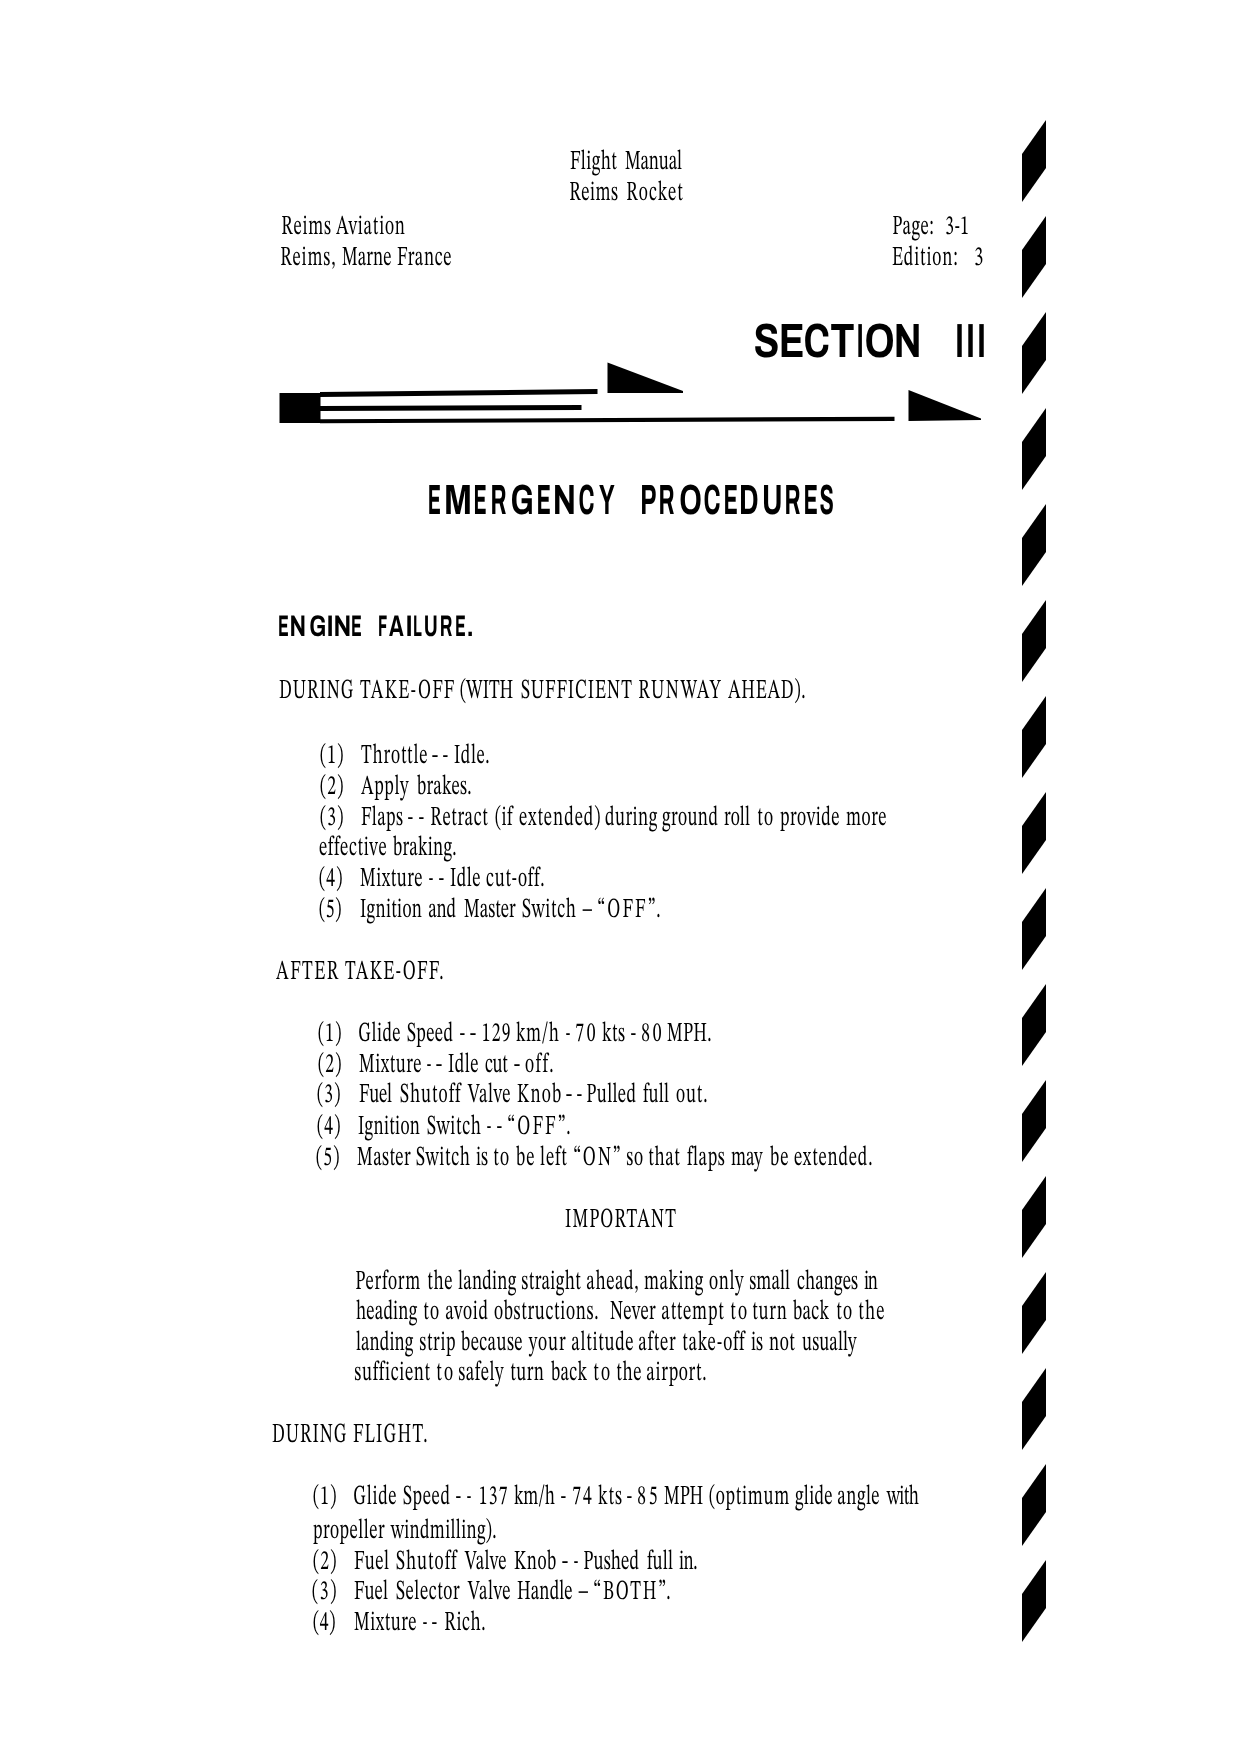 Flight Manual
Reims Rocket
Reims Aviation
Page: 3-1
Reims, Marne France
Edition: 3
SECTION III
EMERGENCY PROCEDURES
ENGINE FAILURE.
DURING TAKE-OFF (WITH SUFFICIENT RUNWAY AHEAD).
(1) Throttle - - Idle.
(2) Apply brakes.
(3) Flaps - - Retract (if extended) during ground roll to provide more
effective braking.
(4) Mixture - - Idle cut-off.
(5) Ignition and Master Switch – “OFF”.
AFTER TAKE-OFF.
(1) Glide Speed - - 129 km/h - 70 kts - 80 MPH.
(2) Mixture - - Idle cut - off.
(3) Fuel Shutoff Valve Knob - - Pulled full out.
(4) Ignition Switch - - “OFF”.
(5) Master Switch is to be left “ON” so that flaps may be extended.
IMPORTANT
Perform the landing straight ahead, making only small changes in
heading to avoid obstructions. Never attempt to turn back to the
landing strip because your altitude after take-off is not usually
sufficient to safely turn back to the airport.
DURING FLIGHT.
(1) Glide Speed - - 137 km/h - 74 kts - 85 MPH (optimum glide angle with
propeller windmilling).
(2) Fuel Shutoff Valve Knob - - Pushed full in.
(3) Fuel Selector Valve Handle – “BOTH”.
(4) Mixture - - Rich.